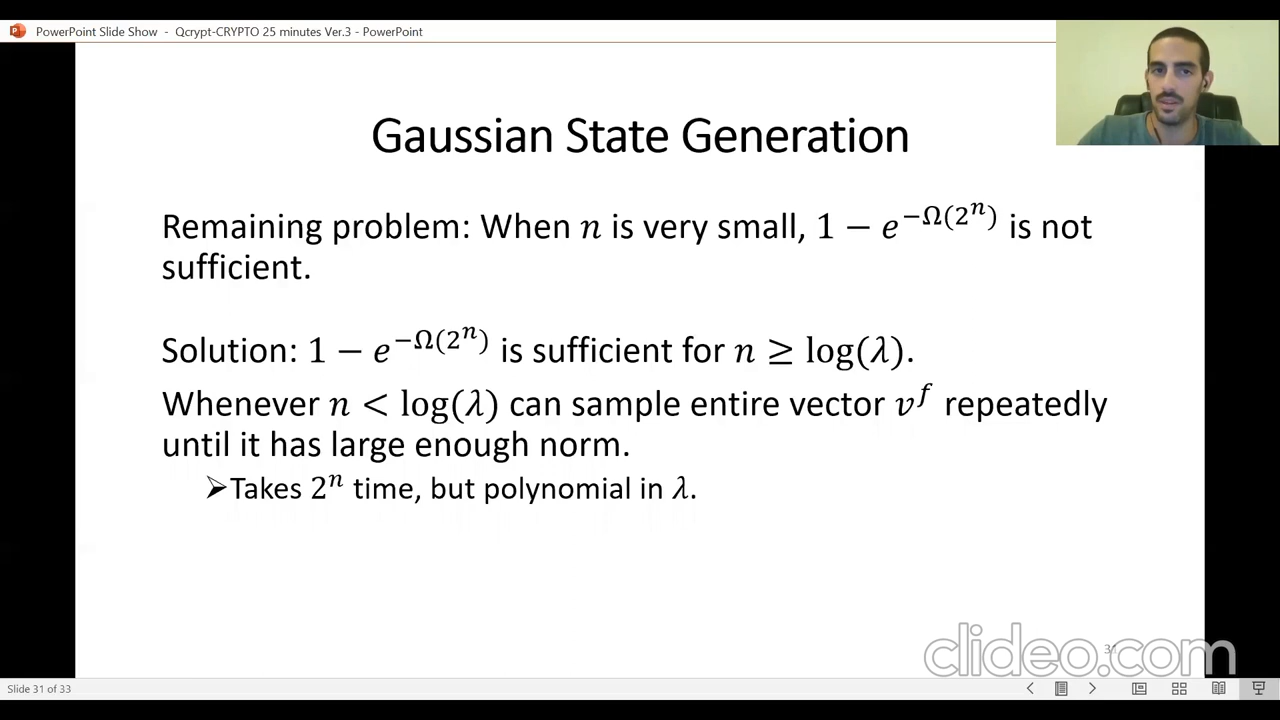 PowerPoint Slide Show - Qcrypt-CRYPTO 25 minutes Ver.3 - PowerPoint
Gaussian State Generation
Remaining problem: When 𝑛 is very small, 1 − 𝑒^{−Ω(2^𝑛)} is not
sufficient.
Solution: 1 − 𝑒^{−Ω(2^𝑛)} is sufficient for 𝑛 ≥ log(𝜆).
Whenever 𝑛 < log(𝜆) can sample entire vector 𝑣^𝑓 repeatedly
until it has large enough norm.
➢Takes 2^𝑛 time, but polynomial in 𝜆.
31
clideo.com
Slide 31 of 33